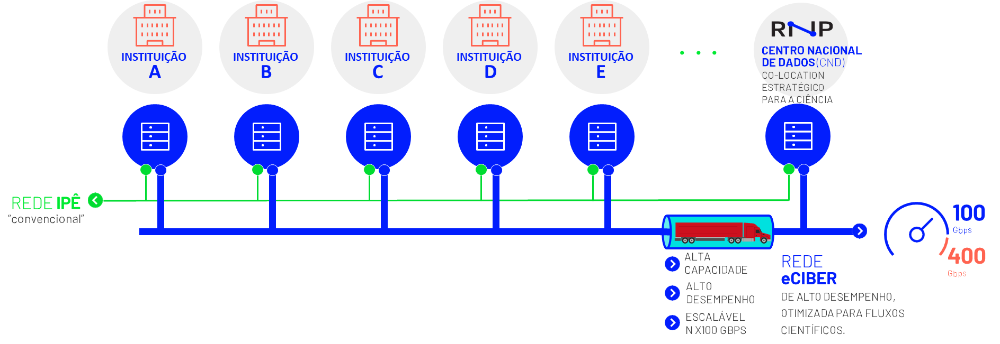 INSTITUIÇÃO
A
INSTITUIÇÃO
B
INSTITUIÇÃO
C
INSTITUIÇÃO
D
INSTITUIÇÃO
E
RNP
CENTRO NACIONAL
DE DADOS (CND)
CO-LOCATION
ESTRATÉGICO
PARA A CIÊNCIA
REDE IPÊ
“convencional”
100
Gbps
400
Gbps
ALTA
CAPACIDADE
ALTO
DESEMPENHO
ESCALÁVEL
N X100 GBPS
REDE
eCIBER
DE ALTO DESEMPENHO,
OTIMIZADA PARA FLUXOS
CIENTÍFICOS.